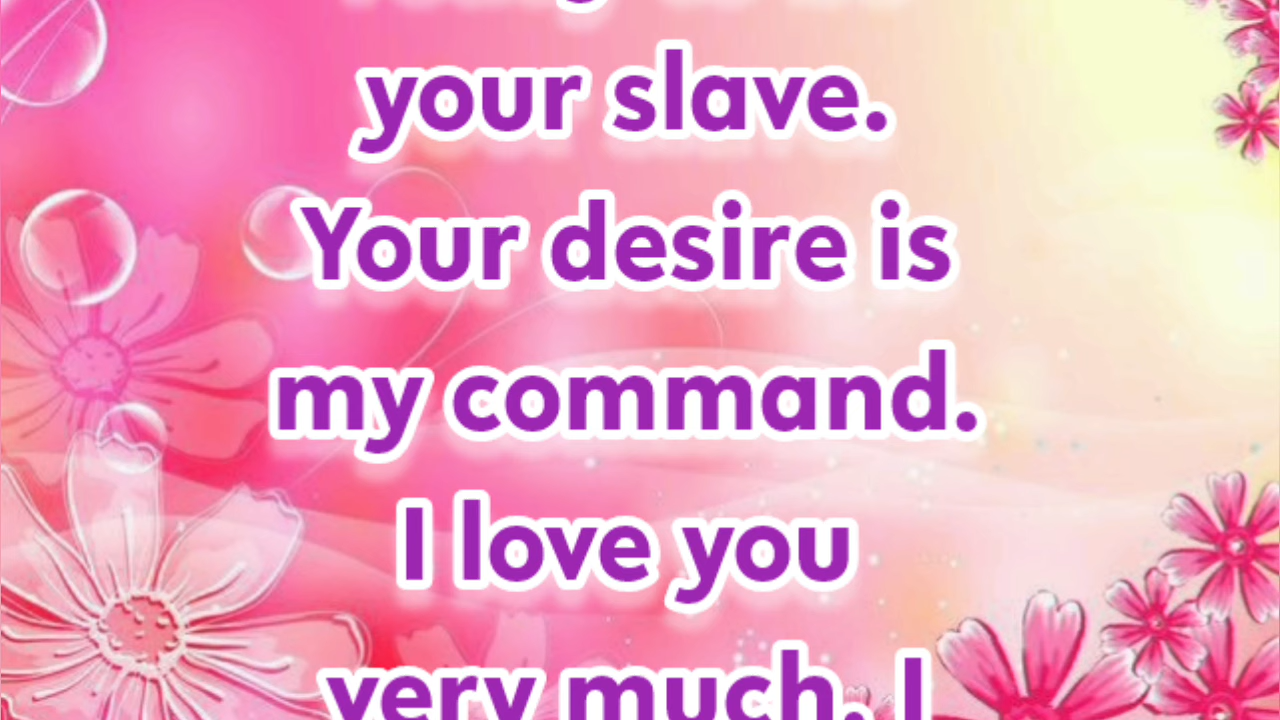 your slave.
Your desire is
my command.
I love you
very much. I